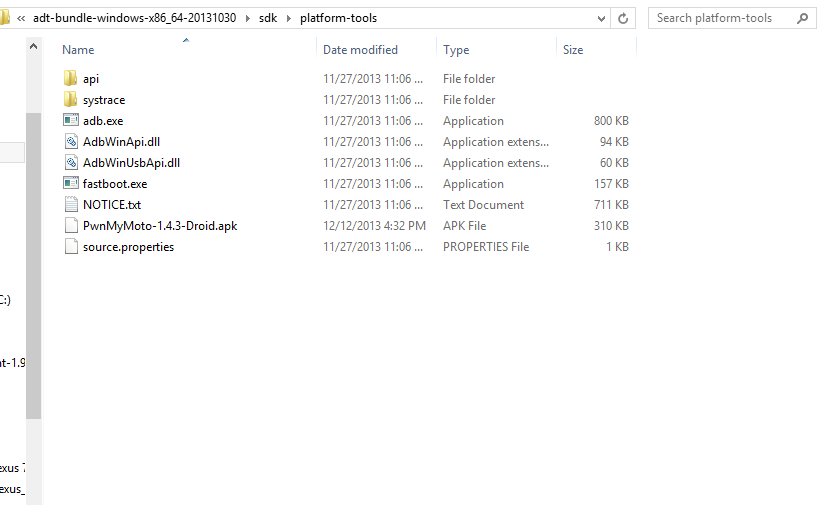 « adt-bundle-windows-x86_64-20131030 › sdk › platform-tools Search platform-tools
Name Date modified Type Size
api 11/27/2013 11:06 ... File folder
systrace 11/27/2013 11:06 ... File folder
adb.exe 11/27/2013 11:06 ... Application 800 KB
AdbWinApi.dll 11/27/2013 11:06 ... Application extens... 94 KB
AdbWinUsbApi.dll 11/27/2013 11:06 ... Application extens... 60 KB
fastboot.exe 11/27/2013 11:06 ... Application 157 KB
NOTICE.txt 11/27/2013 11:06 ... Text Document 711 KB
PwnMyMoto-1.4.3-Droid.apk 12/12/2013 4:32 PM APK File 310 KB
source.properties 11/27/2013 11:06 ... PROPERTIES File 1 KB
C:)
t-1.9
exus 7
exus_